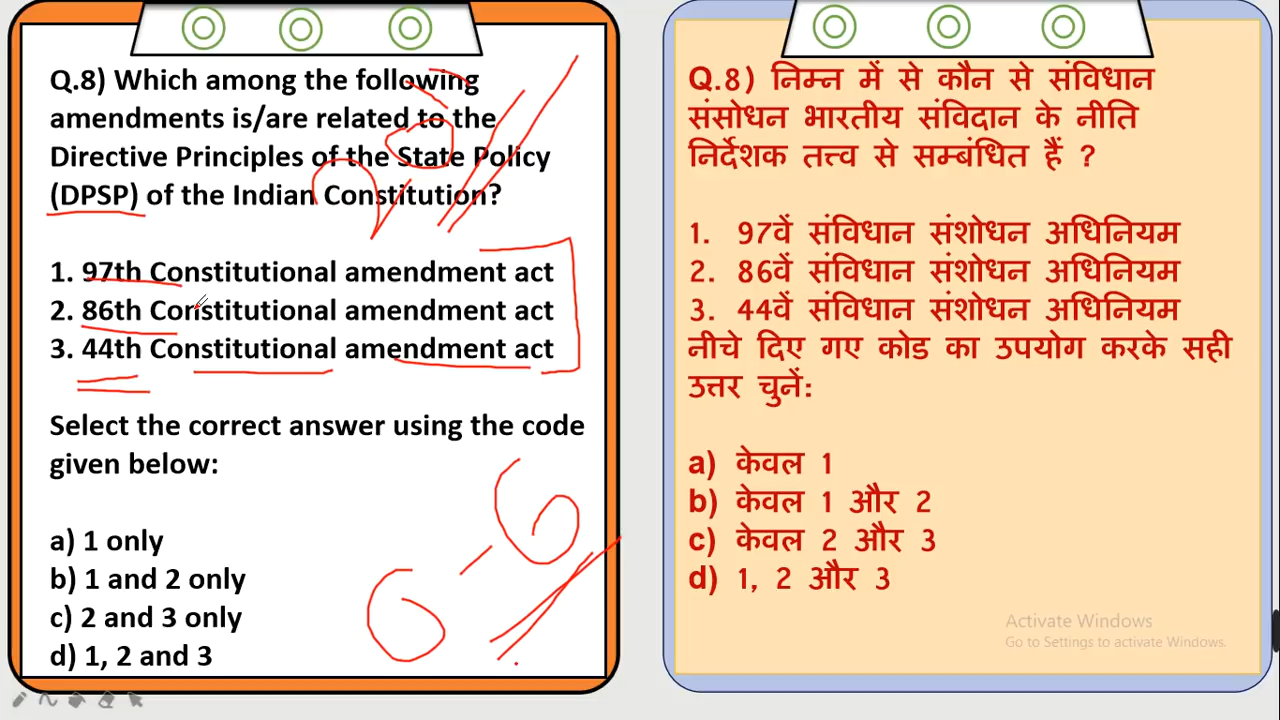 Q.8) Which among the following
amendments is/are related to the
Directive Principles of the State Policy
(DPSP) of the Indian Constitution?
1. 97th Constitutional amendment act
2. 86th Constitutional amendment act
3. 44th Constitutional amendment act
Select the correct answer using the code
given below:
a) 1 only
b) 1 and 2 only
c) 2 and 3 only
d) 1, 2 and 3
Q.8) निम्न में से कौन से संविधान
संसोधन भारतीय संविदान के नीति
निर्देशक तत्त्व से सम्बंधित हैं ?
1. 97वें संविधान संशोधन अधिनियम
2. 86वें संविधान संशोधन अधिनियम
3. 44वें संविधान संशोधन अधिनियम
नीचे दिए गए कोड का उपयोग करके सही
उत्तर चुनें:
a) केवल 1
b) केवल 1 और 2
c) केवल 2 और 3
d) 1, 2 और 3
Activate Windows
Go to Settings to activate Windows.